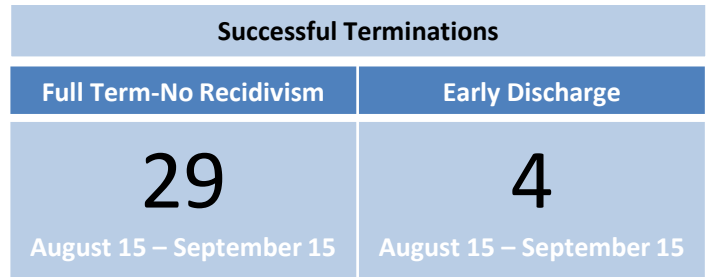 Successful Terminations
Full Term-No Recidivism
Early Discharge
29
4
August 15 – September 15
August 15 – September 15